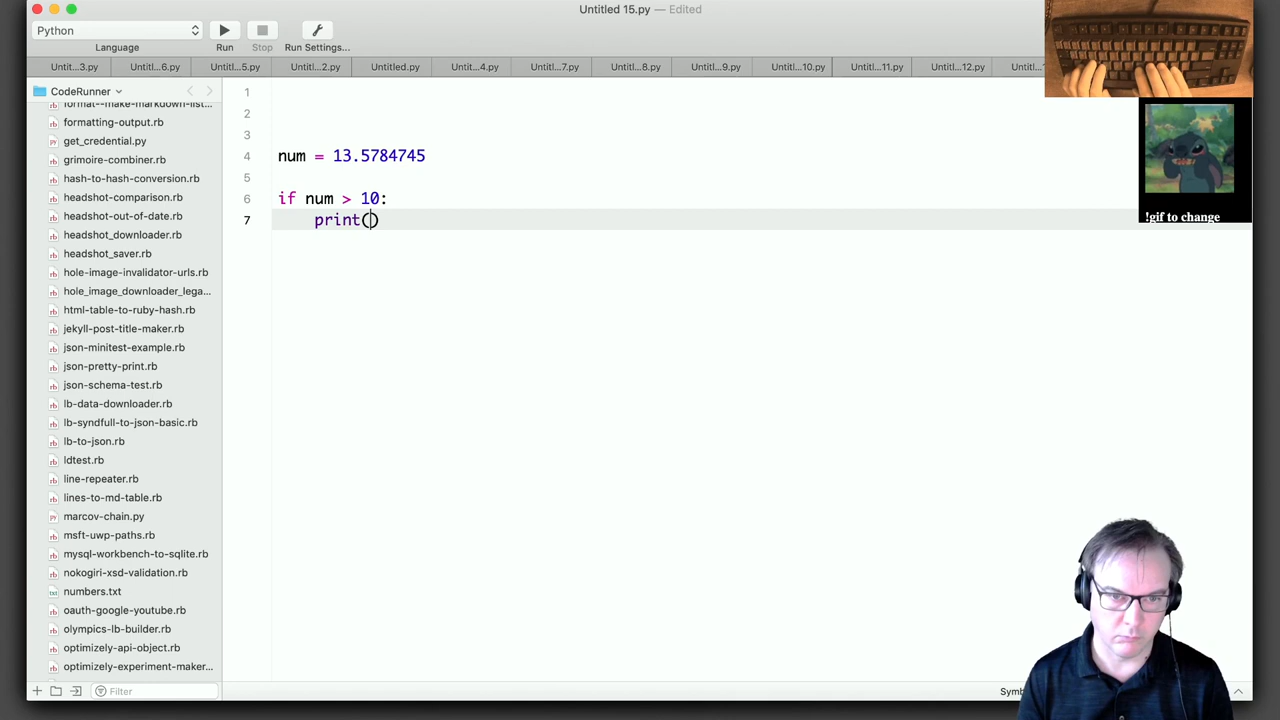 Untitled 15.py — Edited
Python
Language
Run
Stop
Run Settings...
Untit...3.py
Untitl...6.py
Untitl...5.py
Untitl...2.py
Untitled.py
Untitl...4.py
Untitl...7.py
Untitl...8.py
Untitl...9.py
Untitl...10.py
Untitl...11.py
Untitl...12.py
Untitl...
CodeRunner
format--make-markdown-list...
formatting-output.rb
get_credential.py
grimoire-combiner.rb
hash-to-hash-conversion.rb
headshot-comparison.rb
headshot-out-of-date.rb
headshot_downloader.rb
headshot_saver.rb
hole-image-invalidator-urls.rb
hole_image_downloader_lega...
html-table-to-ruby-hash.rb
jekyll-post-title-maker.rb
json-minitest-example.rb
json-pretty-print.rb
json-schema-test.rb
lb-data-downloader.rb
lb-syndfull-to-json-basic.rb
lb-to-json.rb
ldtest.rb
line-repeater.rb
lines-to-md-table.rb
marcov-chain.py
msft-uwp-paths.rb
mysql-workbench-to-sqlite.rb
nokogiri-xsd-validation.rb
numbers.txt
oauth-google-youtube.rb
olympics-lb-builder.rb
optimizely-api-object.rb
optimizely-experiment-maker...
Filter
1
2
3
4 num = 13.5784745
5
6 if num > 10:
7 print()
!gif to change
Symb